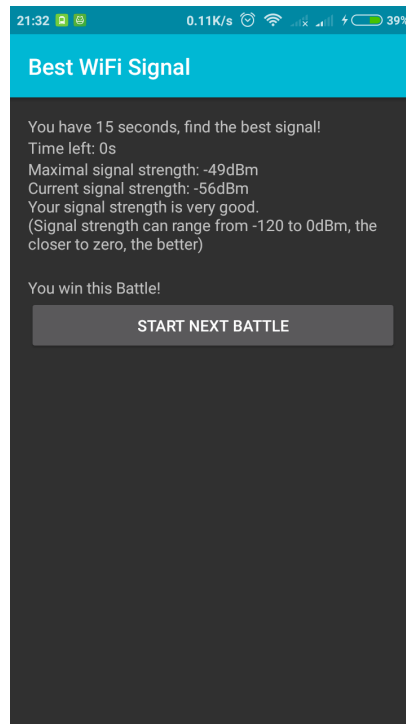 21:32 0.11K/s 39%
Best WiFi Signal
You have 15 seconds, find the best signal!
Time left: 0s
Maximal signal strength: -49dBm
Current signal strength: -56dBm
Your signal strength is very good.
(Signal strength can range from -120 to 0dBm, the
closer to zero, the better)
You win this Battle!
START NEXT BATTLE